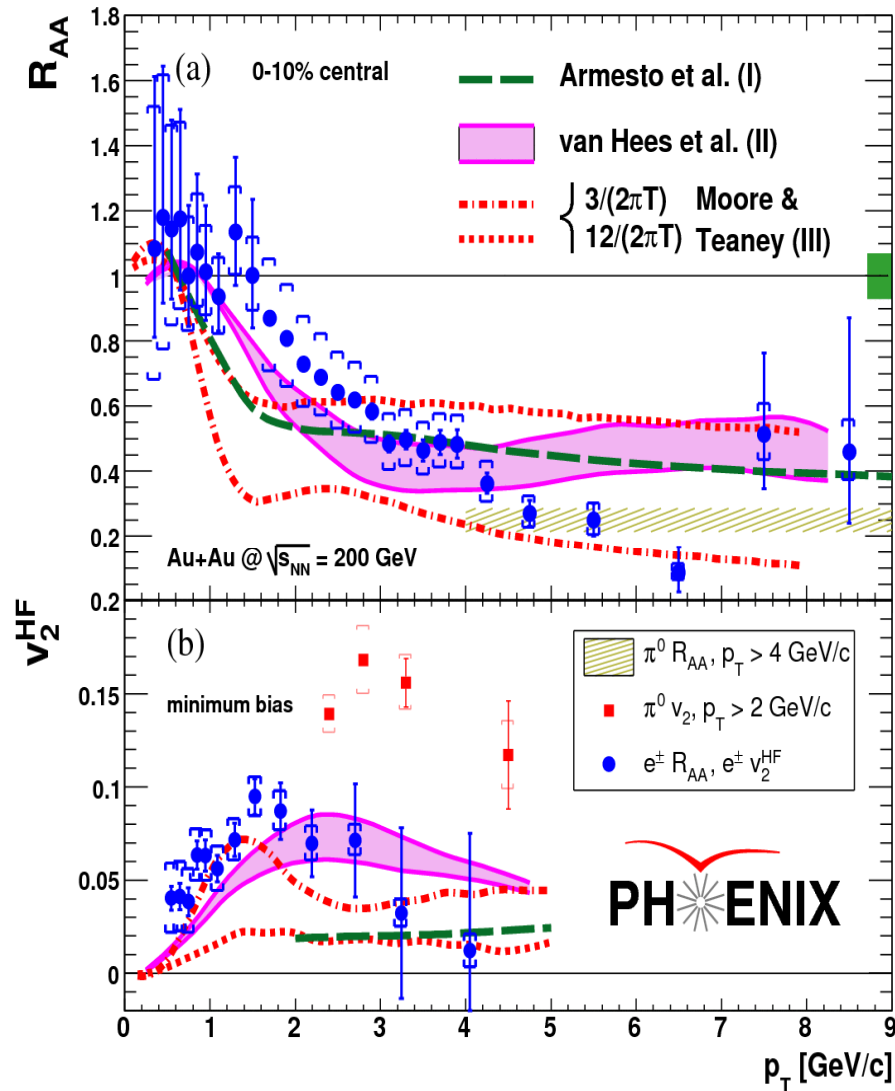 1.8
1.6
1.4
1.2
1
0.8
0.6
0.4
0.2
R_AA
(a)
0-10% central
Armesto et al. (I)
van Hees et al. (II)
3/(2πT) Moore &
12/(2πT) Teaney (III)
Au+Au @ √s_NN = 200 GeV
0.2
0.15
0.1
0.05
0
v_2^HF
(b)
minimum bias
π⁰ R_AA, p_T > 4 GeV/c
π⁰ v_2, p_T > 2 GeV/c
e± R_AA, e± v_2^HF
PHENIX
0 1 2 3 4 5 6 7 8 9
p_T [GeV/c]